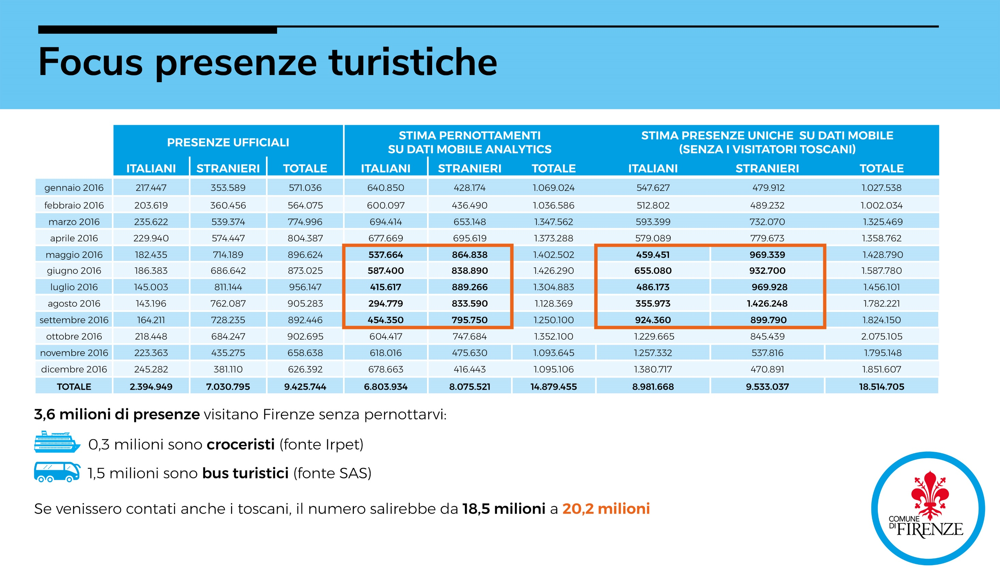 Focus presenze turistiche
PRESENZE UFFICIALI
STIMA PERNOTTAMENTI
SU DATI MOBILE ANALYTICS
STIMA PRESENZE UNICHE SU DATI MOBILE
(SENZA I VISITATORI TOSCANI)
ITALIANI STRANIERI TOTALE ITALIANI STRANIERI TOTALE ITALIANI STRANIERI TOTALE
gennaio 2016 217.447 353.589 571.036 640.850 428.174 1.069.024 547.627 479.912 1.027.538
febbraio 2016 203.619 360.456 564.075 600.097 436.490 1.036.586 512.802 489.232 1.002.034
marzo 2016 235.622 539.374 774.996 694.414 653.148 1.347.562 593.399 732.070 1.325.469
aprile 2016 229.940 574.447 804.387 677.669 695.619 1.373.288 579.089 779.673 1.358.762
maggio 2016 182.435 714.189 896.624 537.664 864.838 1.402.502 459.451 969.339 1.428.790
giugno 2016 186.383 686.642 873.025 587.400 838.890 1.426.290 655.080 932.700 1.587.780
luglio 2016 145.003 811.144 956.147 415.617 889.266 1.304.883 486.173 969.928 1.456.101
agosto 2016 143.196 762.087 905.283 294.779 833.590 1.128.369 355.973 1.426.248 1.782.221
settembre 2016 164.211 728.235 892.446 454.350 795.750 1.250.100 924.360 899.790 1.824.150
ottobre 2016 218.448 684.247 902.695 604.417 747.684 1.352.100 1.229.665 845.439 2.075.105
novembre 2016 223.363 435.275 658.638 618.016 475.630 1.093.645 1.257.332 537.816 1.795.148
dicembre 2016 245.282 381.110 626.392 678.663 416.443 1.095.106 1.380.717 470.891 1.851.607
TOTALE 2.394.949 7.030.795 9.425.744 6.803.934 8.075.521 14.879.455 8.981.668 9.533.037 18.514.705
3,6 milioni di presenze visitano Firenze senza pernottarvi:
0,3 milioni sono croceristi (fonte Irpet)
1,5 milioni sono bus turistici (fonte SAS)
Se venissero contati anche i toscani, il numero salirebbe da 18,5 milioni a 20,2 milioni
COMUNE
DI FIRENZE